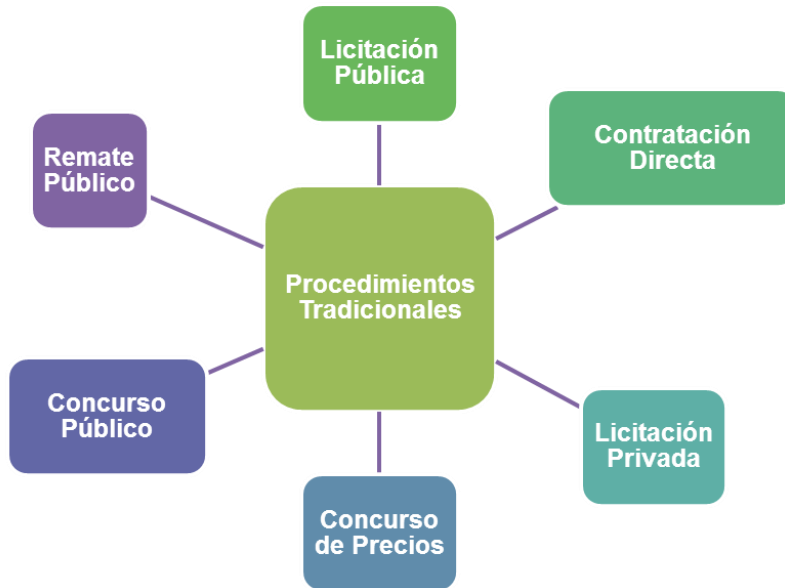 Licitación
Pública
Contratación
Directa
Remate
Público
Procedimientos
Tradicionales
Concurso
Público
Licitación
Privada
Concurso
de Precios